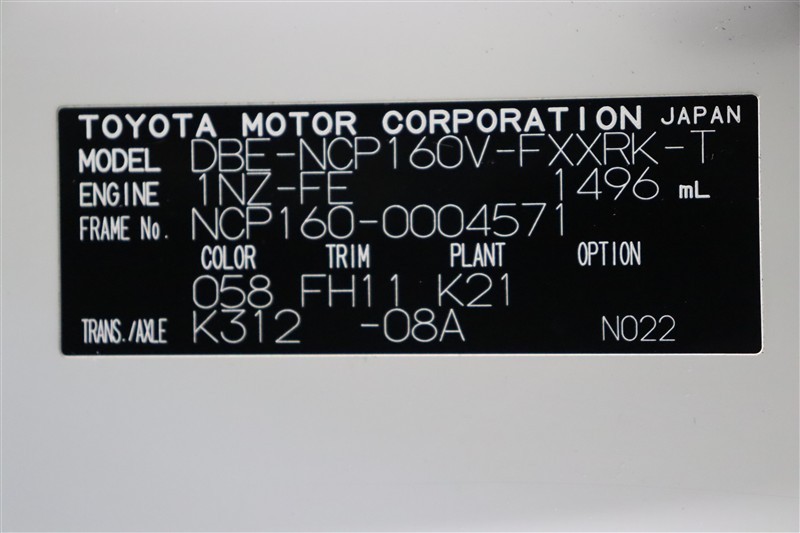 TOYOTA MOTOR CORPORATION JAPAN
MODEL DBE-NCP160V-FXXRK-T
ENGINE 1NZ-FE 1496 mL
FRAME No. NCP160-0004571
COLOR TRIM PLANT OPTION
058 FH11 K21
TRANS./AXLE K312 -08A N022